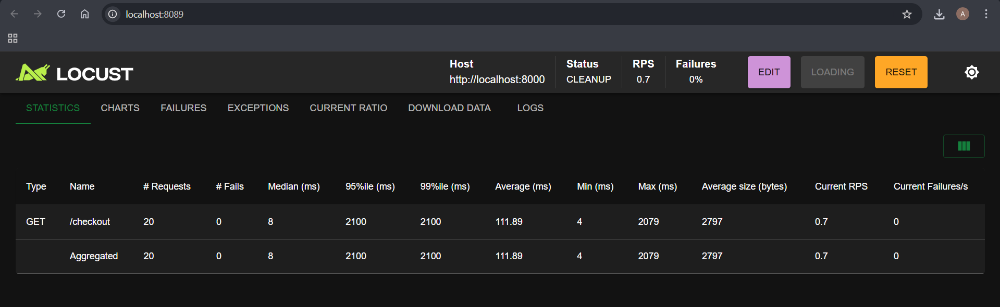 localhost:8089
A
LOCUST
Host
http://localhost:8000
Status
CLEANUP
RPS
0.7
Failures
0%
EDIT
LOADING
RESET
STATISTICS CHARTS FAILURES EXCEPTIONS CURRENT RATIO DOWNLOAD DATA LOGS
Type Name # Requests # Fails Median (ms) 95%ile (ms) 99%ile (ms) Average (ms) Min (ms) Max (ms) Average size (bytes) Current RPS Current Failures/s
GET /checkout 20 0 8 2100 2100 111.89 4 2079 2797 0.7 0
Aggregated 20 0 8 2100 2100 111.89 4 2079 2797 0.7 0